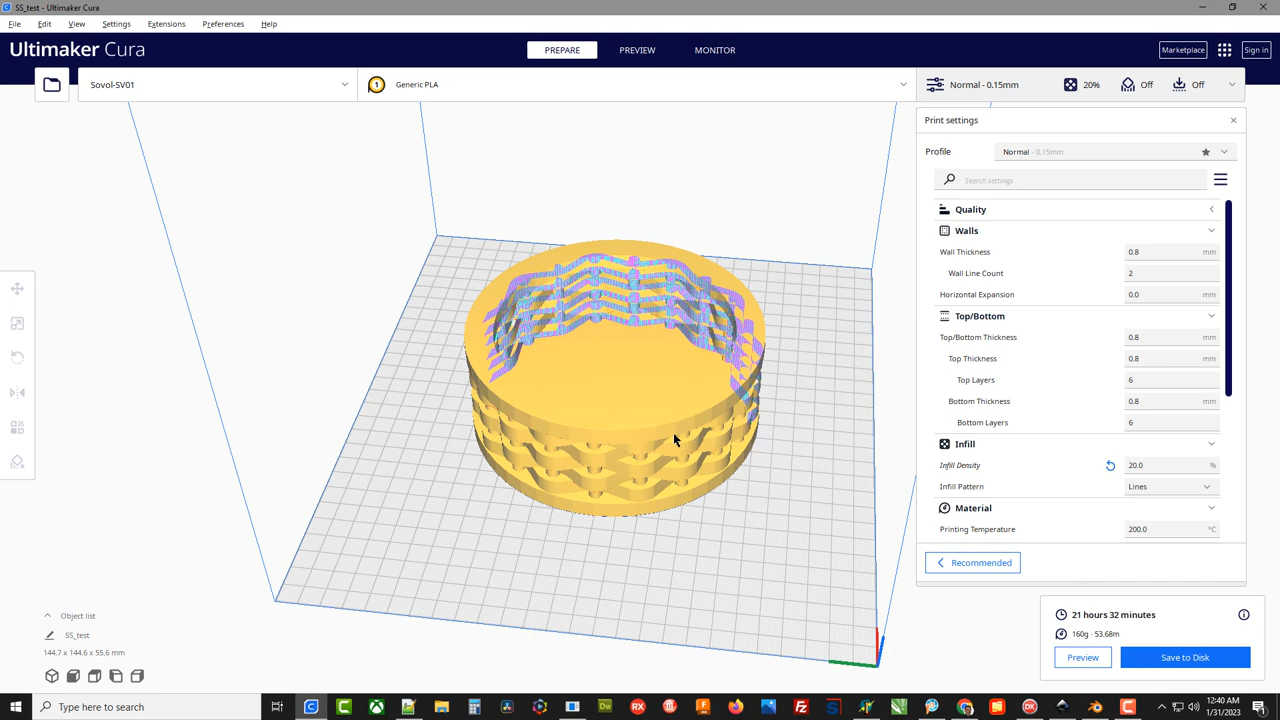 SS_test - Ultimaker Cura
File Edit View Settings Extensions Preferences Help
Ultimaker Cura PREPARE PREVIEW MONITOR Marketplace Sign in
Sovol-SV01 1 Generic PLA Normal - 0.15mm 20% Off Off
Print settings
Profile Normal - 0.15mm
Search settings
Quality
Walls
Wall Thickness 0.8 mm
Wall Line Count 2
Horizontal Expansion 0.0 mm
Top/Bottom
Top/Bottom Thickness 0.8 mm
Top Thickness 0.8 mm
Top Layers 6
Bottom Thickness 0.8 mm
Bottom Layers 6
Infill
Infill Density 20.0 %
Infill Pattern Lines
Material
Printing Temperature 200.0 °C
Recommended
Object list
SS_test
144.7 x 144.6 x 55.6 mm
21 hours 32 minutes
160g · 53.68m
Preview Save to Disk
Type here to search
12:40 AM
1/31/2023